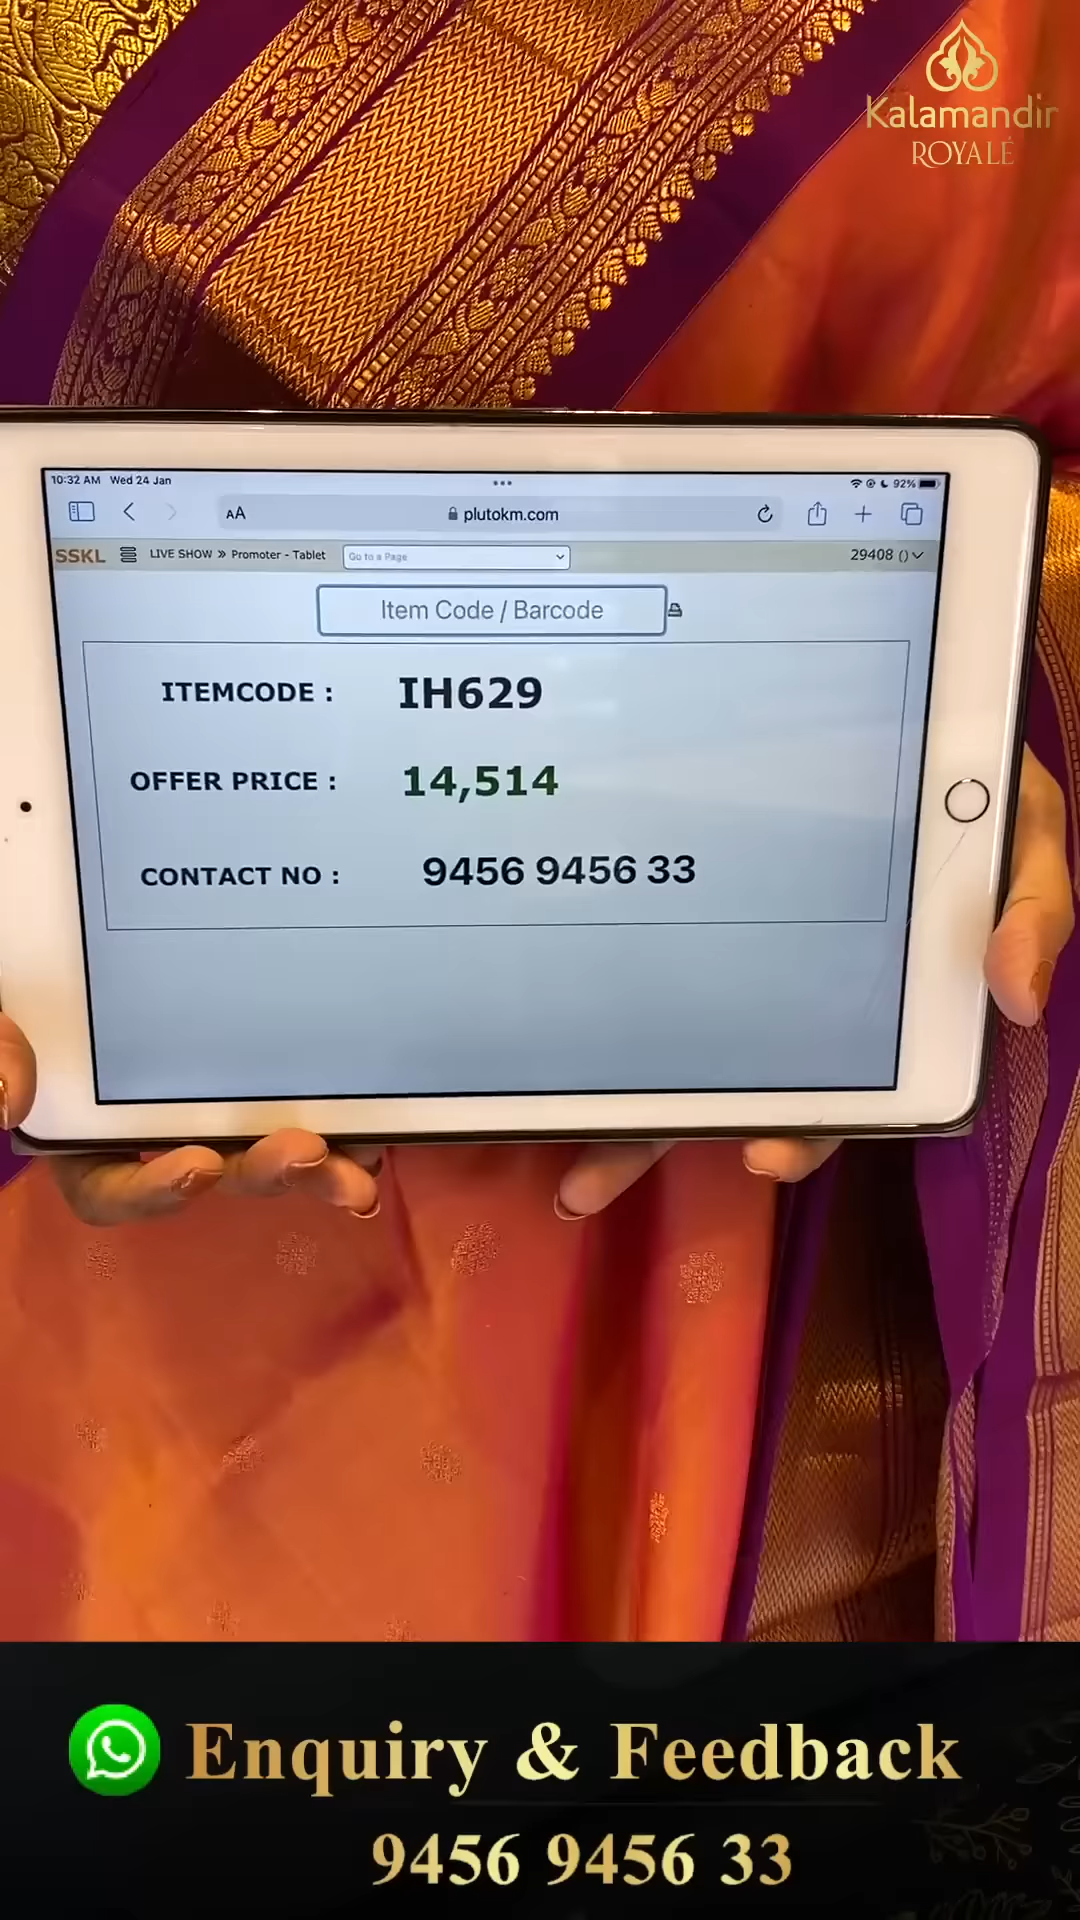 Kalamandir
ROYALÉ
10:32 AM Wed 24 Jan
92%
AA
plutokm.com
SSKL
LIVE SHOW » Promoter - Tablet
Go to a Page
29408 ()
Item Code / Barcode
ITEMCODE : IH629
OFFER PRICE : 14,514
CONTACT NO : 9456 9456 33
Enquiry & Feedback
9456 9456 33